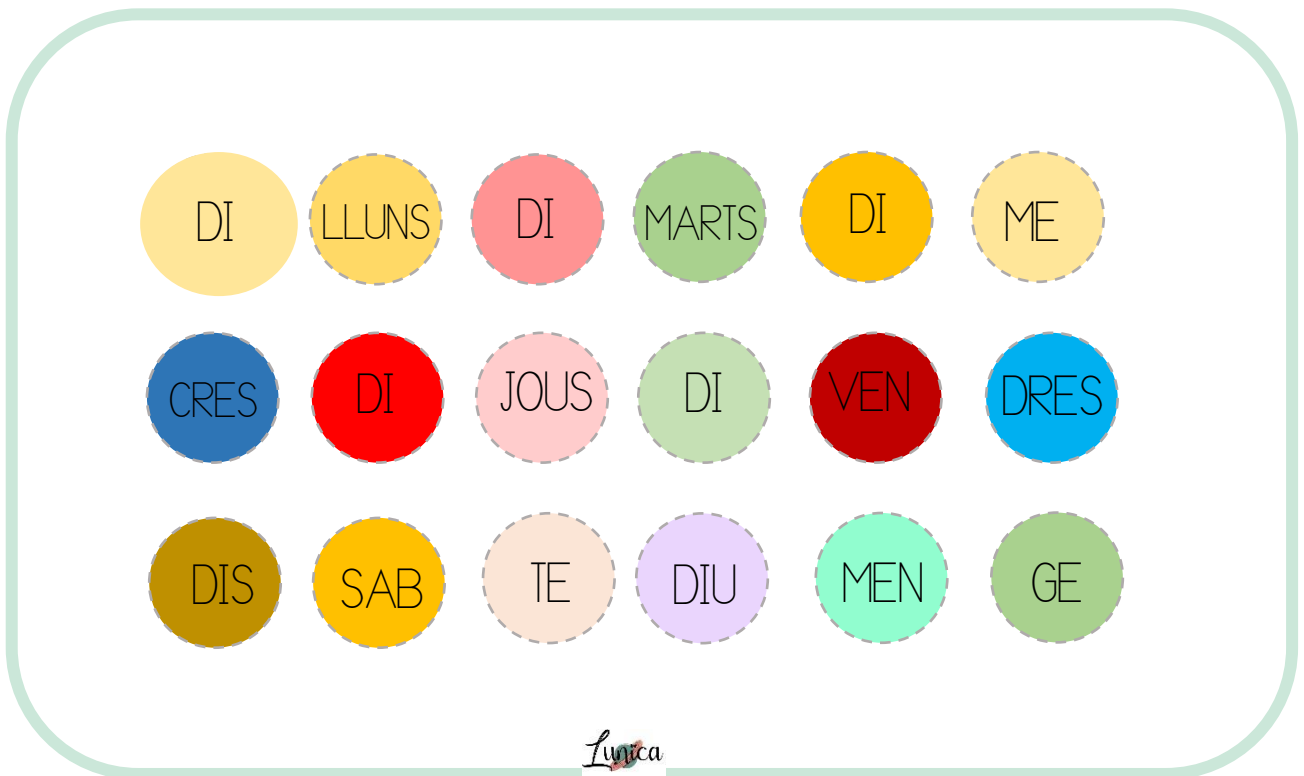 DI LLUNS DI MARTS DI ME
CRES DI JOUS DI VEN DRES
DIS SAB TE DIU MEN GE
Lunica